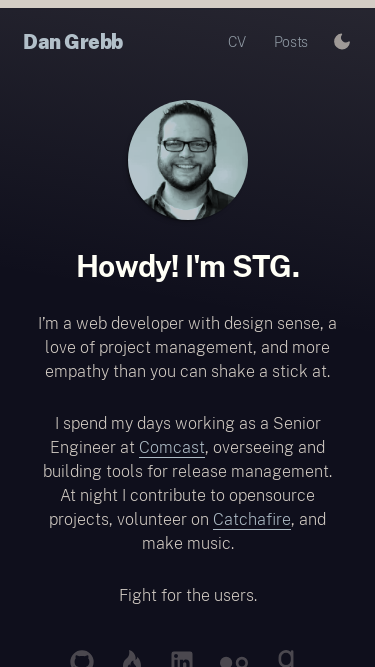 Dan Grebb
CV
Posts
Howdy! I'm STG.
I’m a web developer with design sense, a
love of project management, and more
empathy than you can shake a stick at.
I spend my days working as a Senior
Engineer at Comcast, overseeing and
building tools for release management.
At night I contribute to opensource
projects, volunteer on Catchafire, and
make music.
Fight for the users.